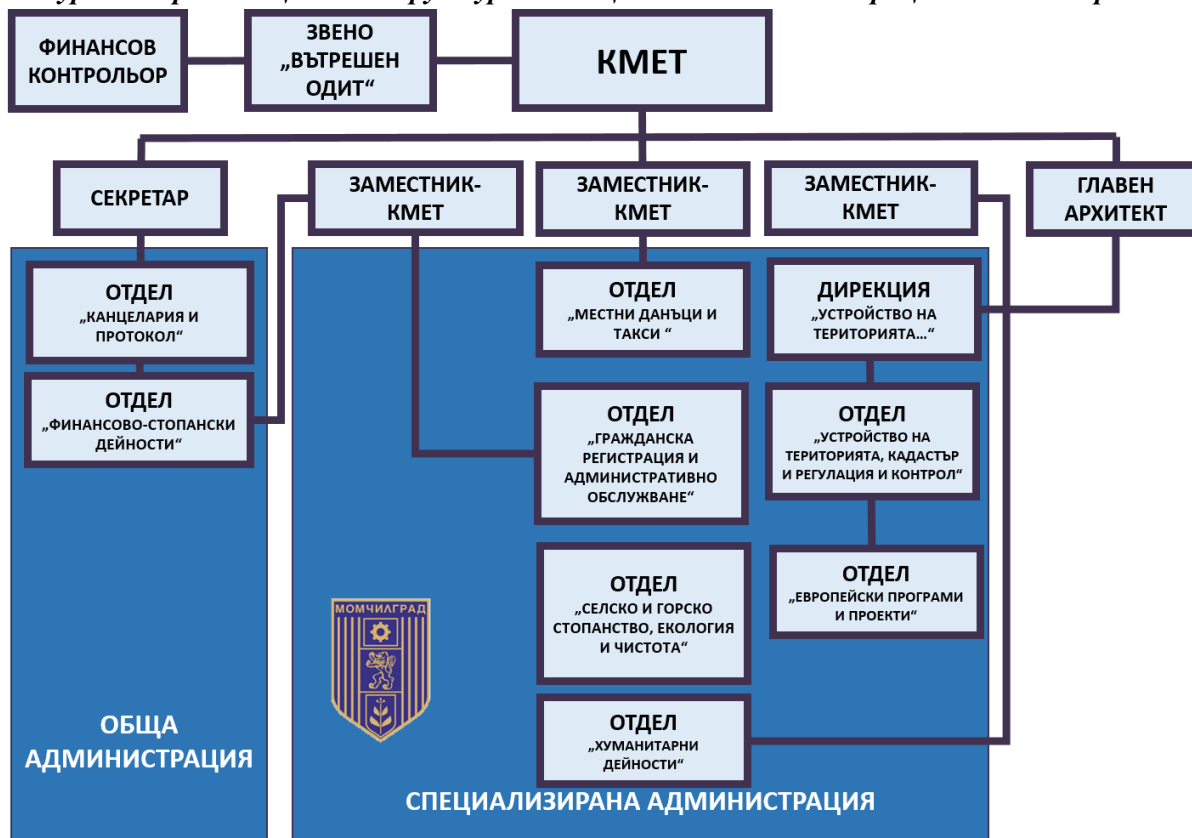 ФИНАНСОВ
КОНТРОЛЬОР
ЗВЕНО
„ВЪТРЕШЕН
ОДИТ“
КМЕТ
СЕКРЕТАР
ЗАМЕСТНИК-
КМЕТ
ЗАМЕСТНИК-
КМЕТ
ЗАМЕСТНИК-
КМЕТ
ГЛАВЕН
АРХИТЕКТ
ОТДЕЛ
„КАНЦЕЛАРИЯ И
ПРОТОКОЛ“
ОТДЕЛ
„ФИНАНСОВО-СТОПАНСКИ
ДЕЙНОСТИ“
ОБЩА
АДМИНИСТРАЦИЯ
ОТДЕЛ
„МЕСТНИ ДАНЪЦИ И
ТАКСИ “
ОТДЕЛ
„ГРАЖДАНСКА
РЕГИСТРАЦИЯ И
АДМИНИСТРАТИВНО
ОБСЛУЖВАНЕ“
ОТДЕЛ
„СЕЛСКО И ГОРСКО
СТОПАНСТВО, ЕКОЛОГИЯ
И ЧИСТОТА“
ОТДЕЛ
„ХУМАНИТАРНИ
ДЕЙНОСТИ“
ДИРЕКЦИЯ
„УСТРОЙСТВО НА
ТЕРИТОРИЯТА...“
ОТДЕЛ
„УСТРОЙСТВО НА
ТЕРИТОРИЯТА, КАДАСТЪР
И РЕГУЛАЦИЯ И КОНТРОЛ“
ОТДЕЛ
„ЕВРОПЕЙСКИ ПРОГРАМИ
И ПРОЕКТИ“
МОМЧИЛГРАД
СПЕЦИАЛИЗИРАНА АДМИНИСТРАЦИЯ